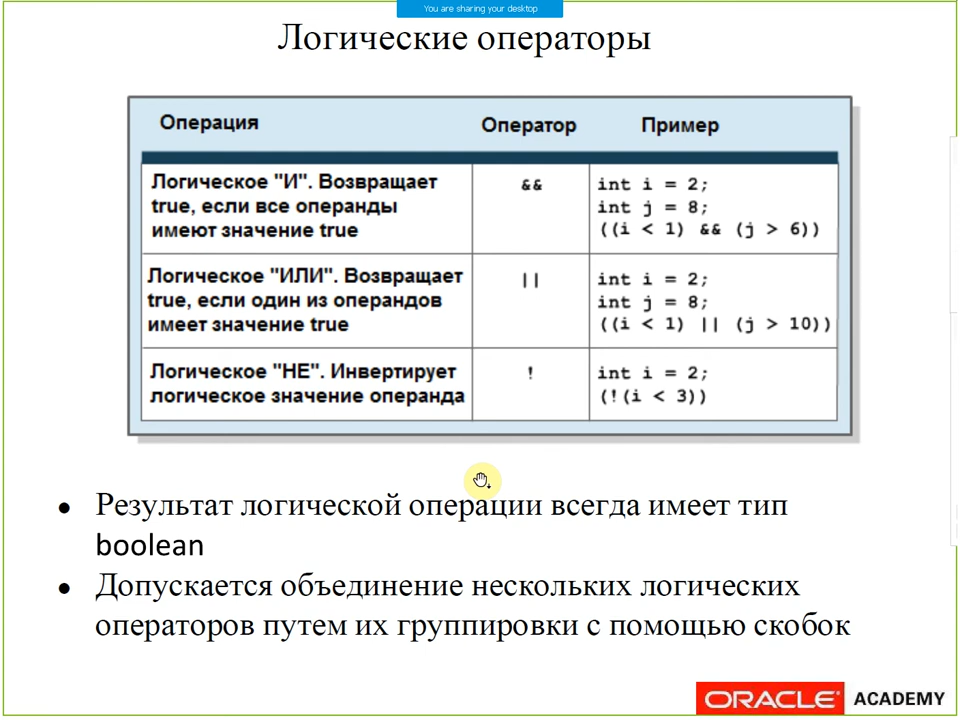 You are sharing your desktop
Логические операторы
Операция Оператор Пример
Логическое "И". Возвращает
true, если все операнды
имеют значение true
&&
int i = 2;
int j = 8;
((i < 1) && (j > 6))
Логическое "ИЛИ". Возвращает
true, если один из операндов
имеет значение true
||
int i = 2;
int j = 8;
((i < 1) || (j > 10))
Логическое "НЕ". Инвертирует
логическое значение операнда
!
int i = 2;
(!(i < 3))
• Результат логической операции всегда имеет тип
boolean
• Допускается объединение нескольких логических
операторов путем их группировки с помощью скобок
ORACLE ACADEMY